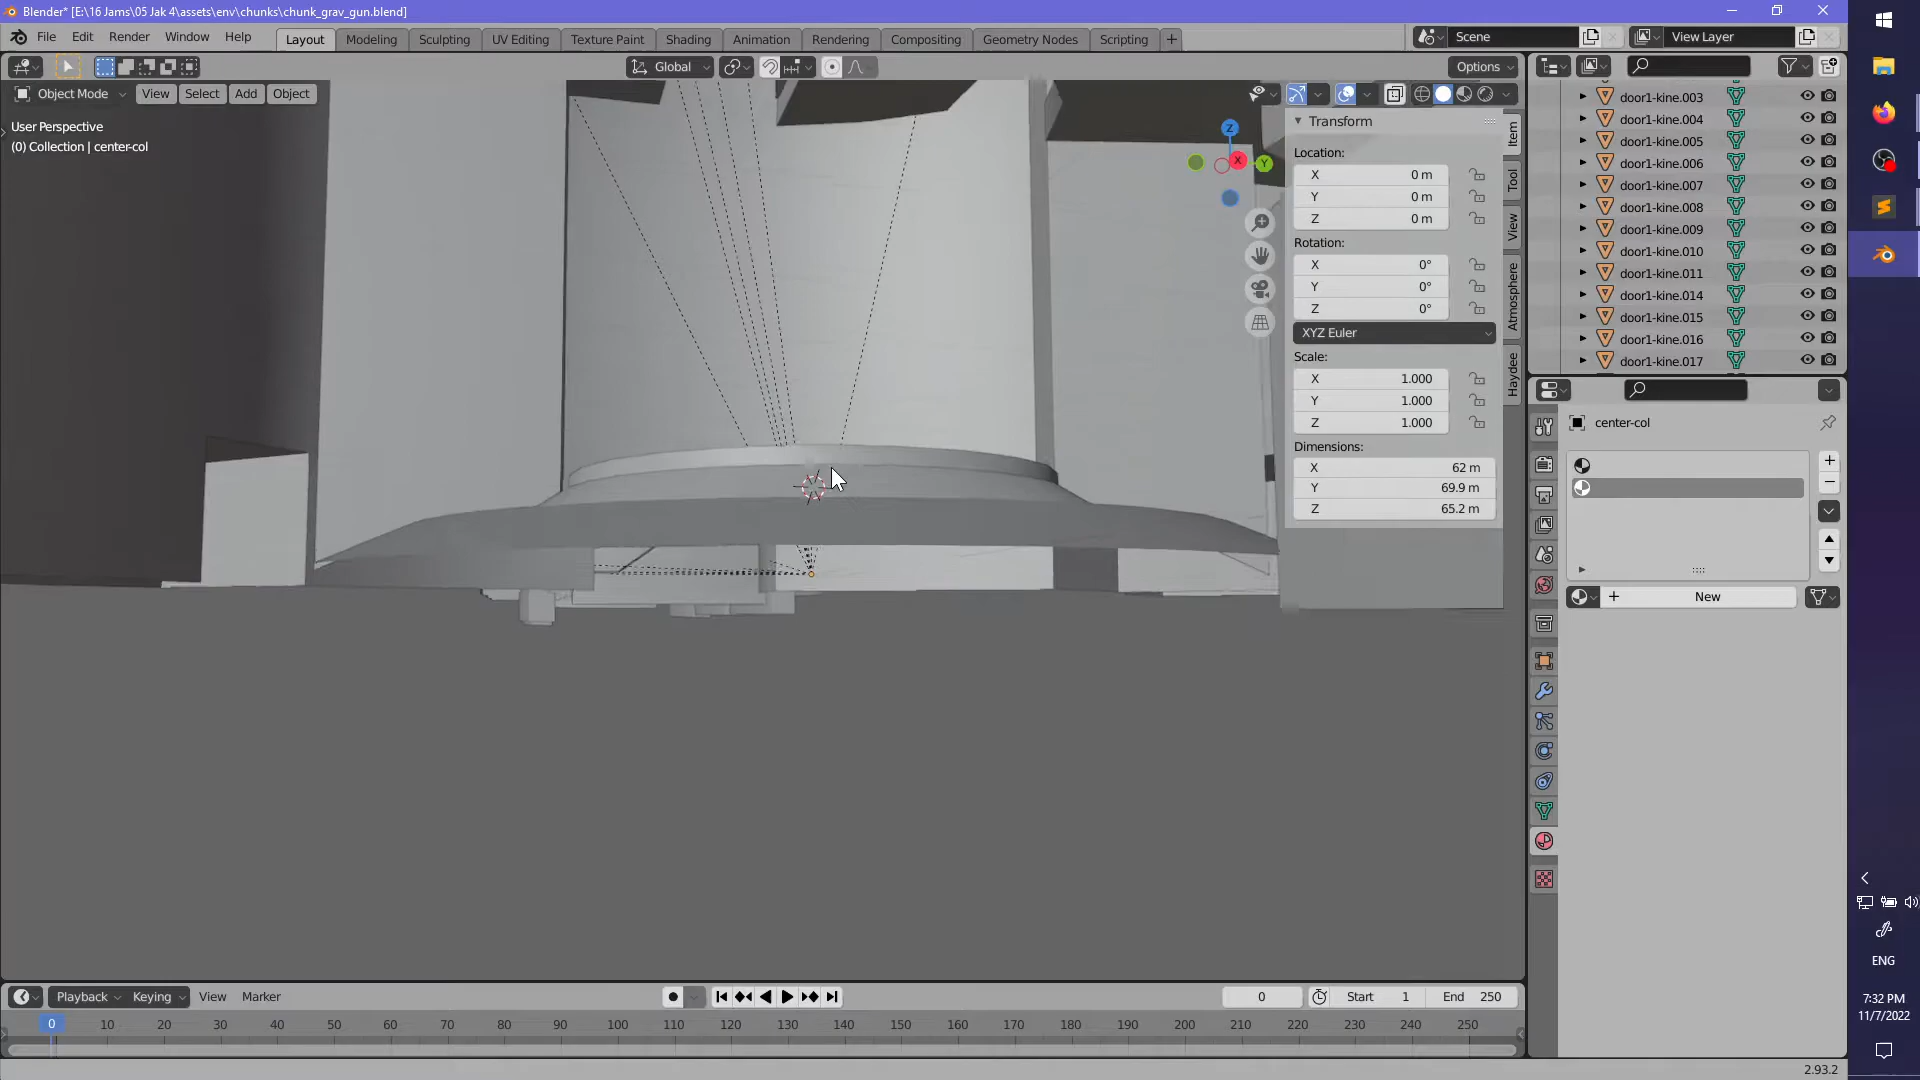 Blender* [E:\16 Jams\05 Jak 4\assets\env\chunks\chunk_grav_gun.blend]
File Edit Render Window Help Layout Modeling Sculpting UV Editing Texture Paint Shading Animation Rendering Compositing Geometry Nodes Scripting + Scene View Layer
Global Options
Object Mode View Select Add Object
User Perspective
(0) Collection | center-col
Z
X
Y
Transform
Location:
X 0 m
Y 0 m
Z 0 m
Rotation:
X 0°
Y 0°
Z 0°
XYZ Euler
Scale:
X 1.000
Y 1.000
Z 1.000
Dimensions:
X 62 m
Y 69.9 m
Z 65.2 m
Item
Tool
View
Atmosphere
Haydee
door1-kine.003
door1-kine.004
door1-kine.005
door1-kine.006
door1-kine.007
door1-kine.008
door1-kine.009
door1-kine.010
door1-kine.011
door1-kine.014
door1-kine.015
door1-kine.016
door1-kine.017
center-col
+ New
Playback Keying View Marker
0 Start 1 End 250
0 10 20 30 40 50 60 70 80 90 100 110 120 130 140 150 160 170 180 190 200 210 220 230 240 250
2.93.2
ENG
7:32 PM
11/7/2022